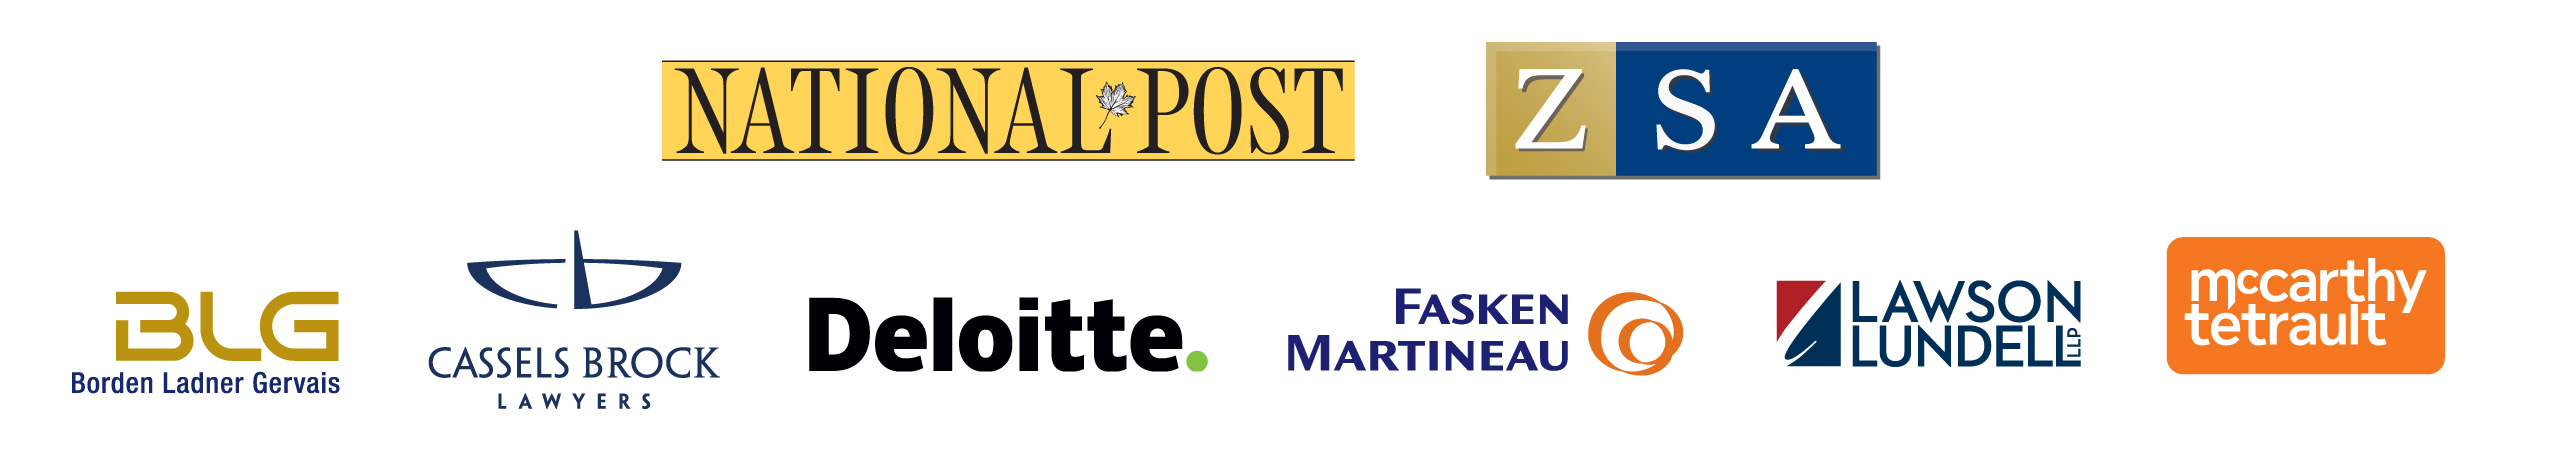 NATIONAL POST
ZSA
BLG
Borden Ladner Gervais
CASSELS BROCK
LAWYERS
Deloitte.
FASKEN
MARTINEAU
LAWSON
LUNDELL
LLP
mccarthy
tetrault